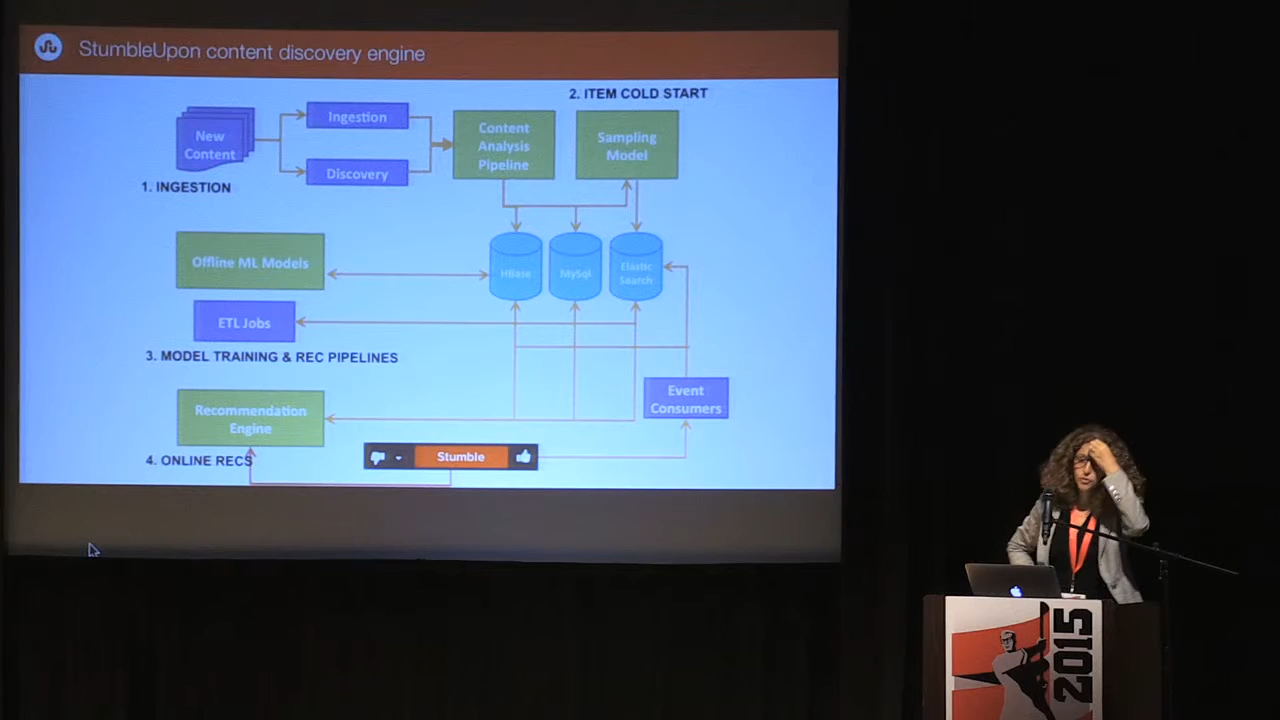 StumbleUpon content discovery engine
2. ITEM COLD START
New
Content
Ingestion
Discovery
Content
Analysis
Pipeline
Sampling
Model
1. INGESTION
Offline ML Models
HBase
MySql
Elastic
Search
ETL Jobs
3. MODEL TRAINING & REC PIPELINES
Event
Consumers
Recommendation
Engine
Stumble
4. ONLINE RECS
2015